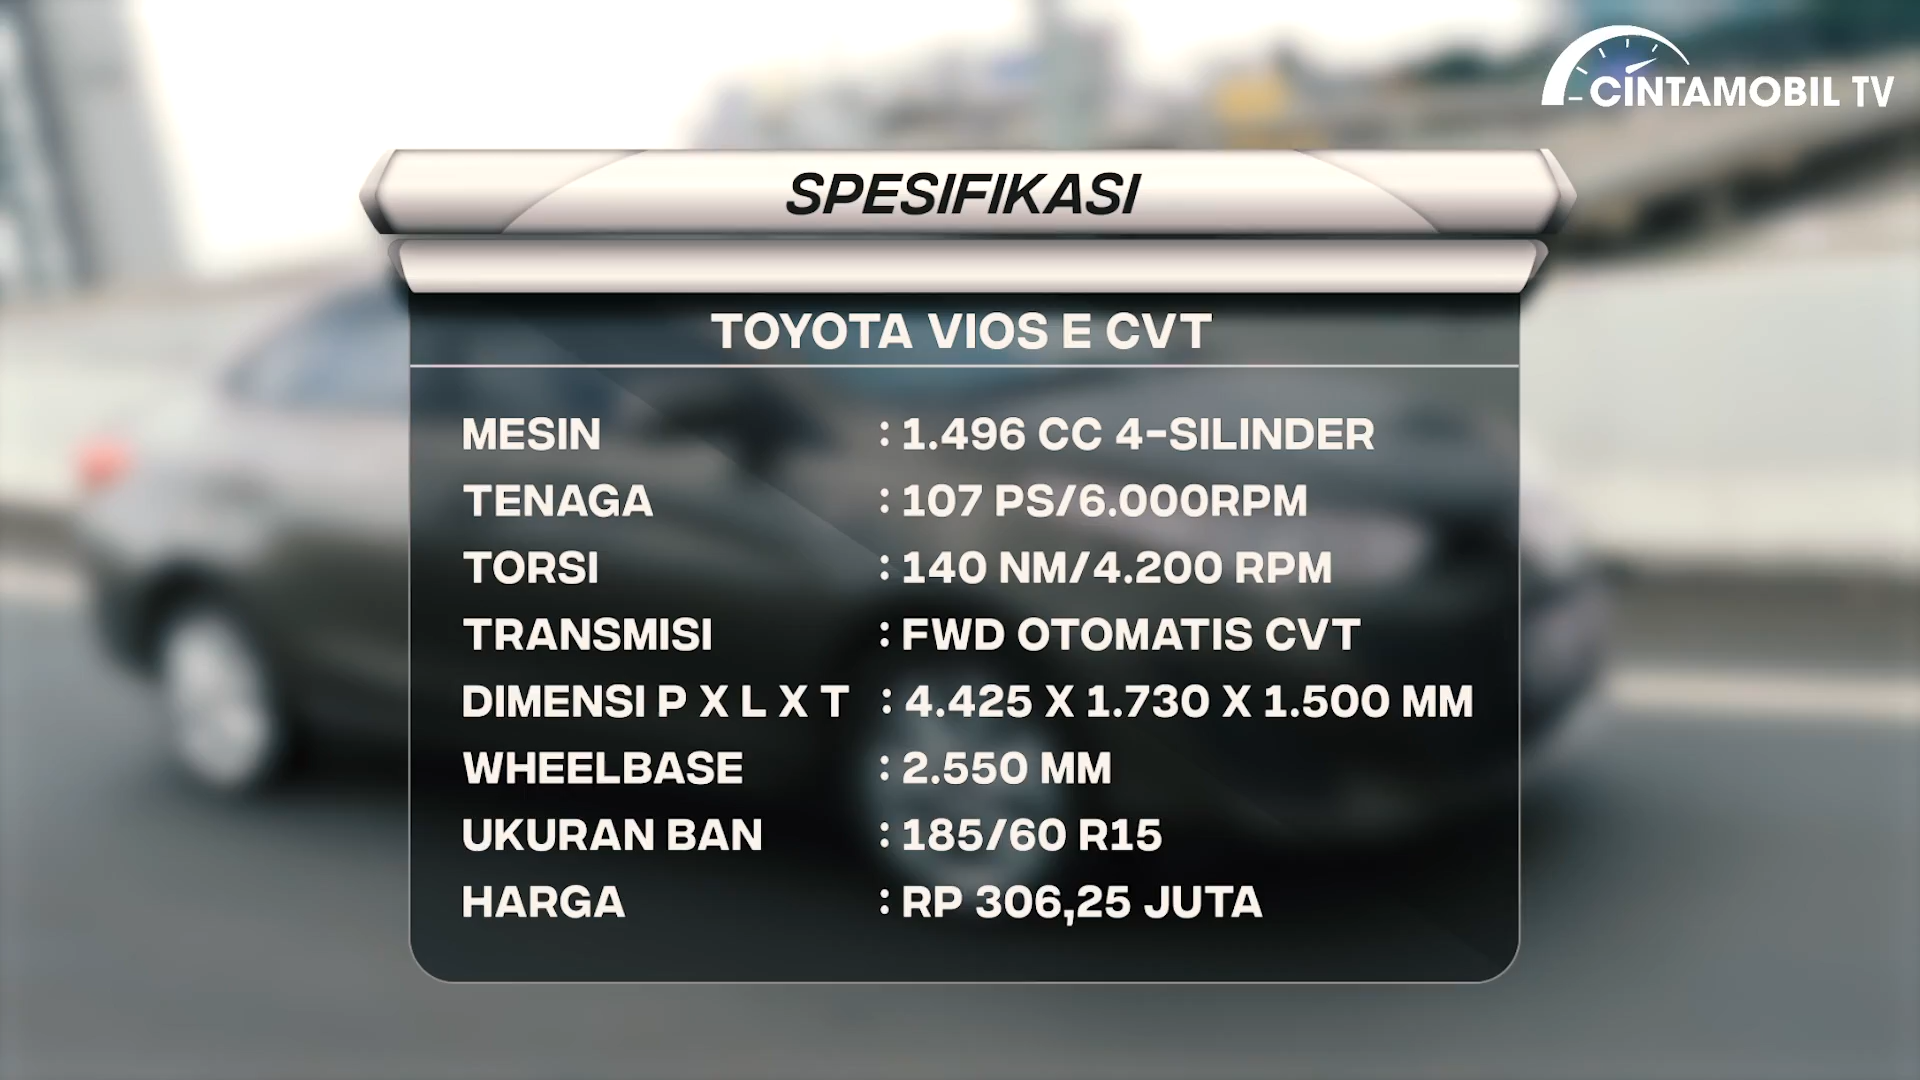 CINTAMOBIL TV
SPESIFIKASI
TOYOTA VIOS E CVT
MESIN : 1.496 CC 4-SILINDER
TENAGA : 107 PS/6.000RPM
TORSI : 140 NM/4.200 RPM
TRANSMISI : FWD OTOMATIS CVT
DIMENSI P X L X T : 4.425 X 1.730 X 1.500 MM
WHEELBASE : 2.550 MM
UKURAN BAN : 185/60 R15
HARGA : RP 306,25 JUTA